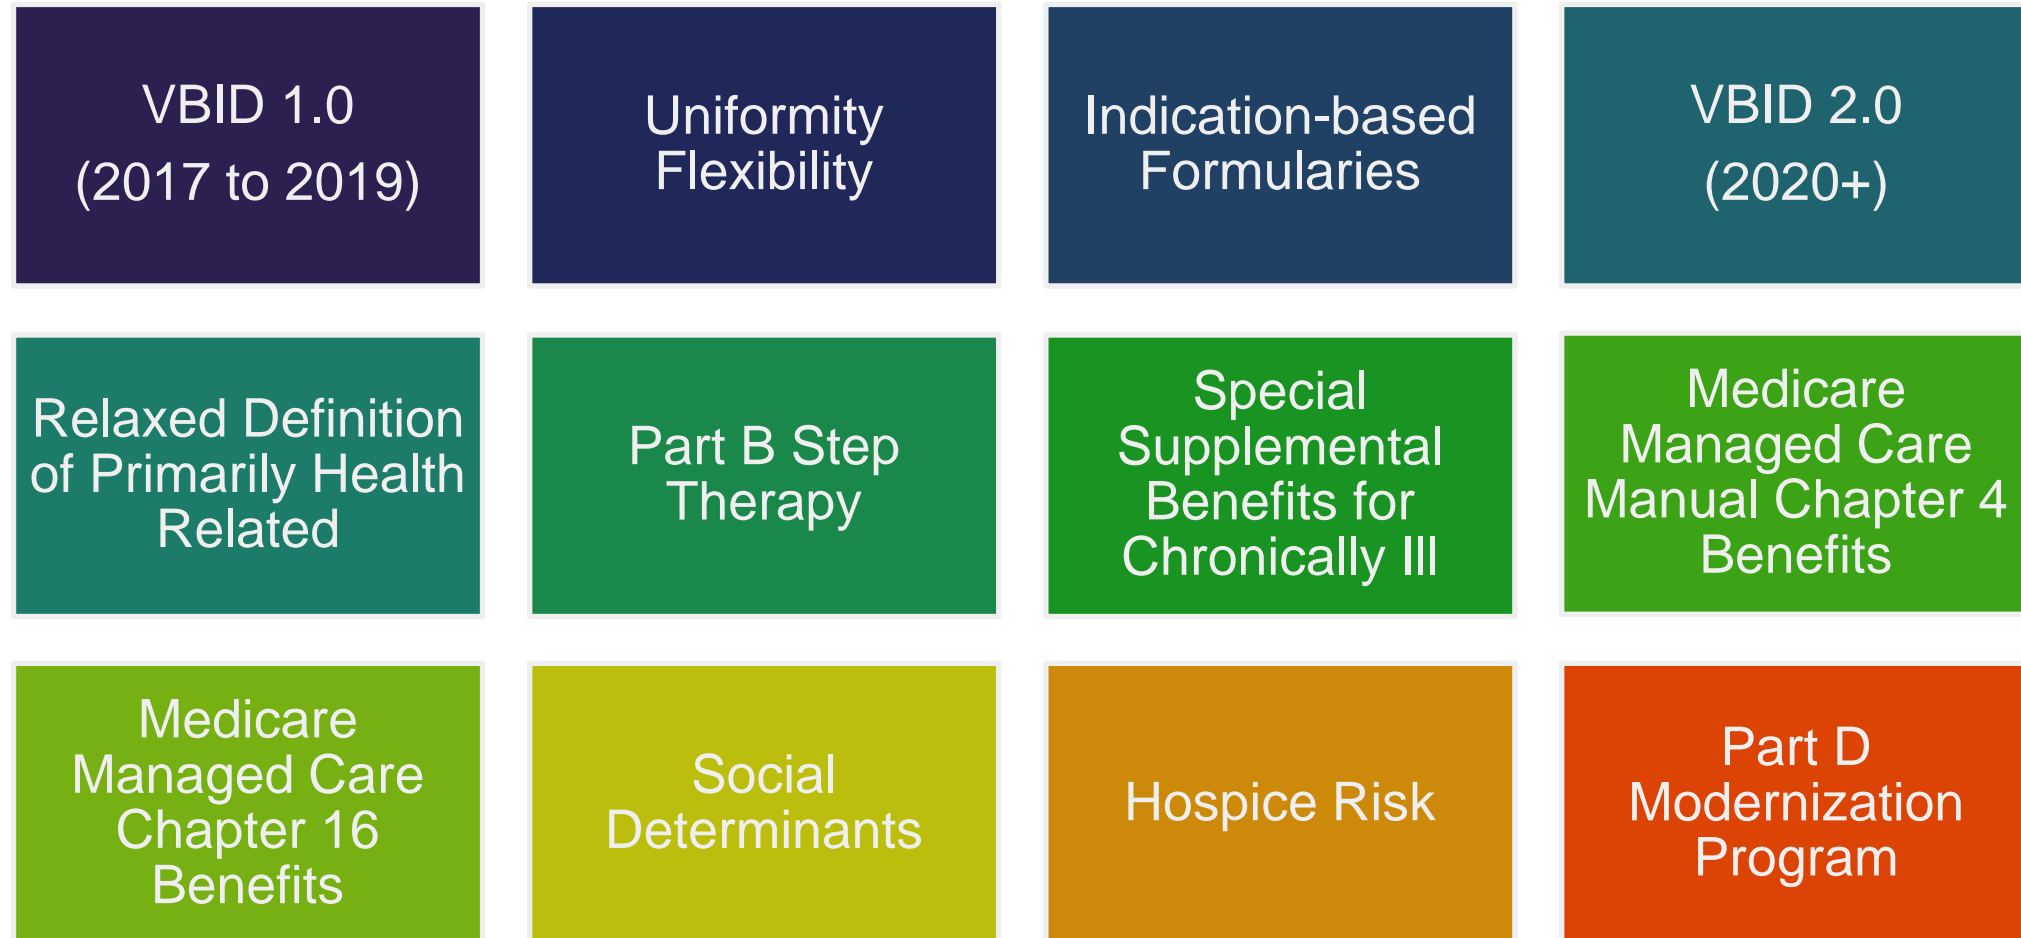 VBID 1.0
(2017 to 2019)
Uniformity
Flexibility
Indication-based
Formularies
VBID 2.0
(2020+)
Relaxed Definition
of Primarily Health
Related
Part B Step
Therapy
Special
Supplemental
Benefits for
Chronically Ill
Medicare
Managed Care
Manual Chapter 4
Benefits
Medicare
Managed Care
Chapter 16
Benefits
Social
Determinants
Hospice Risk
Part D
Modernization
Program